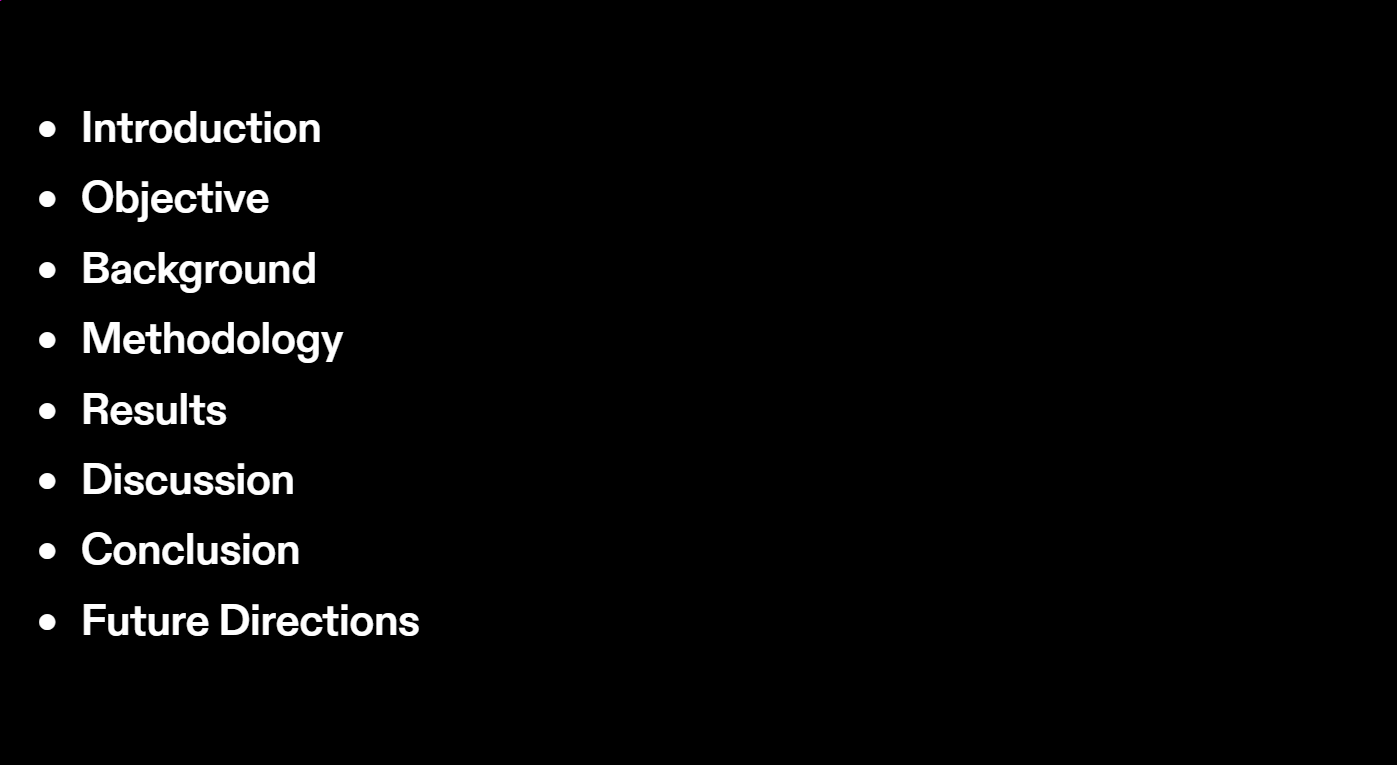 • Introduction
• Objective
• Background
• Methodology
• Results
• Discussion
• Conclusion
• Future Directions